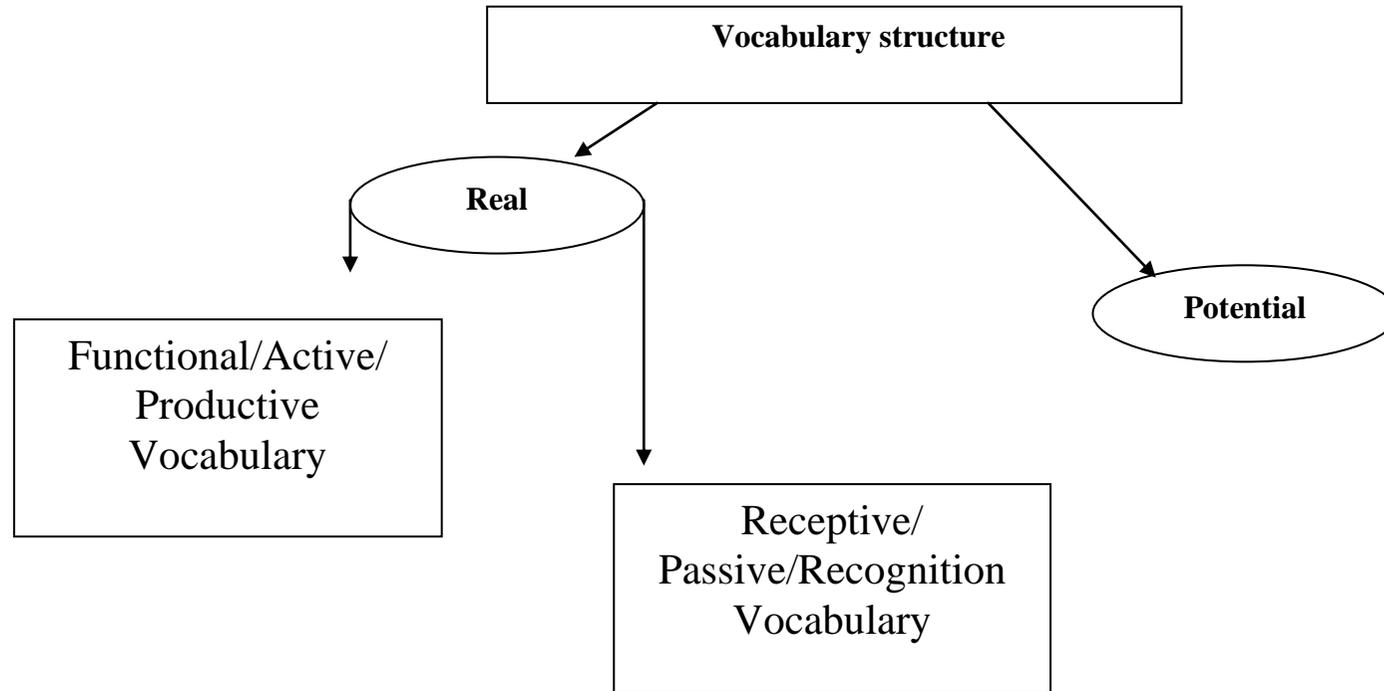 Vocabulary structure
Real
Potential
Functional/Active/
Productive
Vocabulary
Receptive/
Passive/Recognition
Vocabulary